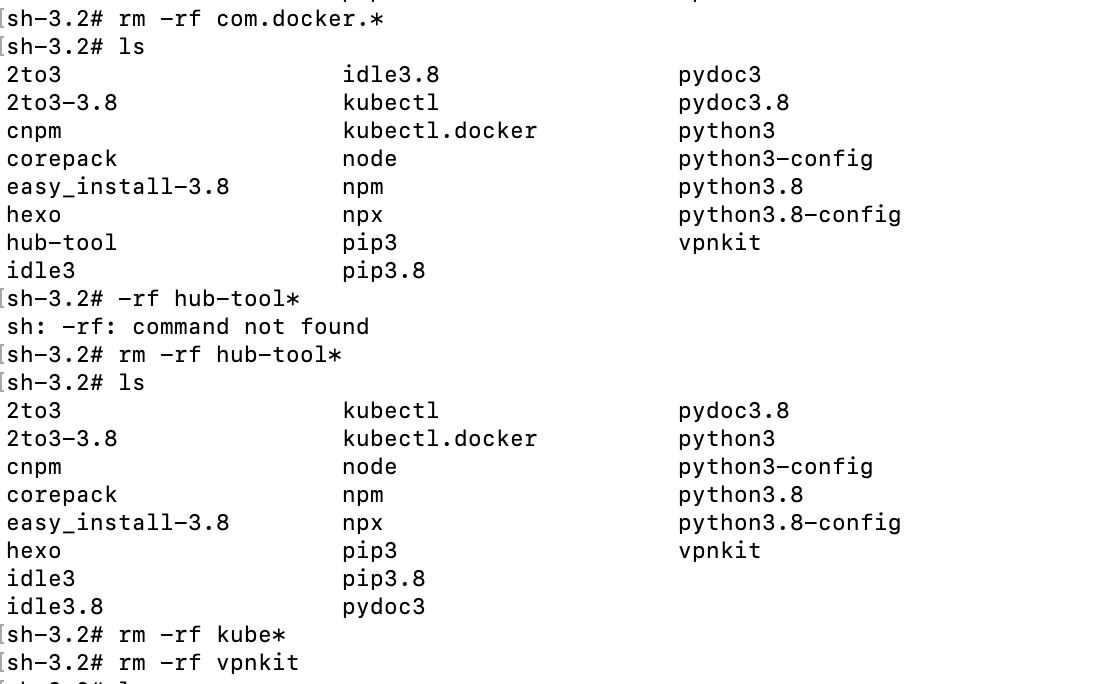 [sh-3.2# rm -rf com.docker.*
[sh-3.2# ls
2to3 idle3.8 pydoc3
2to3-3.8 kubectl pydoc3.8
cnpm kubectl.docker python3
corepack node python3-config
easy_install-3.8 npm python3.8
hexo npx python3.8-config
hub-tool pip3 vpnkit
idle3 pip3.8
[sh-3.2# -rf hub-tool*
sh: -rf: command not found
[sh-3.2# rm -rf hub-tool*
[sh-3.2# ls
2to3 kubectl pydoc3.8
2to3-3.8 kubectl.docker python3
cnpm node python3-config
corepack npm python3.8
easy_install-3.8 npx python3.8-config
hexo pip3 vpnkit
idle3 pip3.8
idle3.8 pydoc3
[sh-3.2# rm -rf kube*
[sh-3.2# rm -rf vpnkit